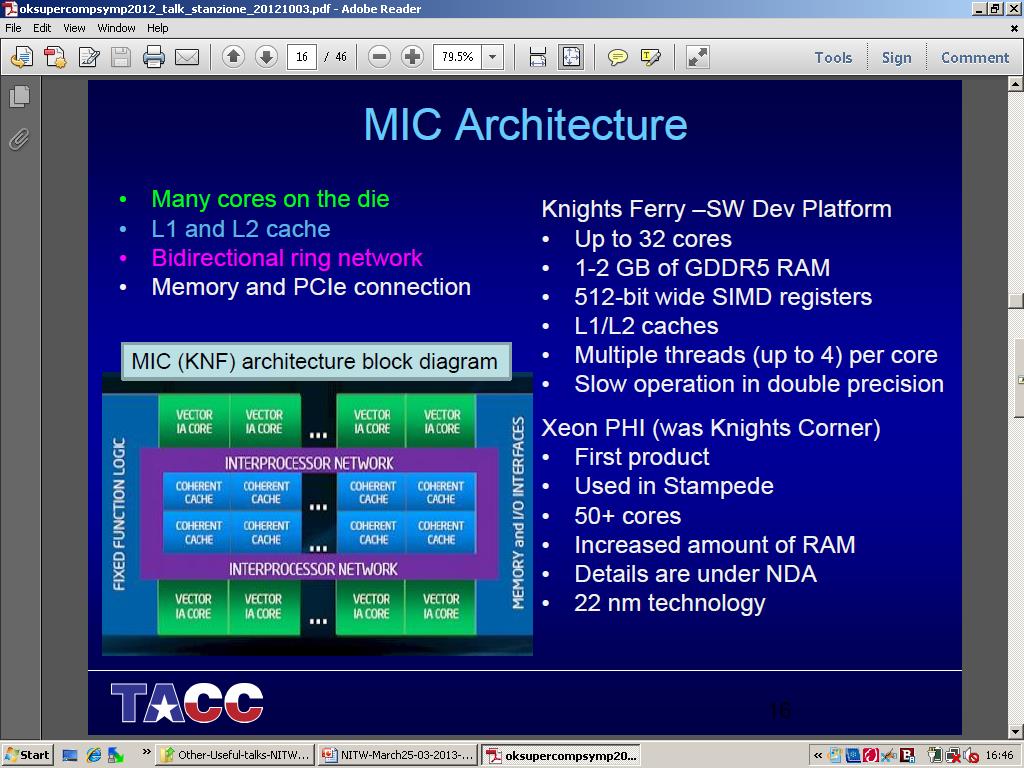 oksupercompsymp2012_talk_stanzione_20121003.pdf - Adobe Reader
File Edit View Window Help
16 / 46 79.5% Tools Sign Comment
MIC Architecture
• Many cores on the die
• L1 and L2 cache
• Bidirectional ring network
• Memory and PCIe connection
MIC (KNF) architecture block diagram
FIXED FUNCTION LOGIC
VECTOR IA CORE VECTOR IA CORE ... VECTOR IA CORE VECTOR IA CORE
INTERPROCESSOR NETWORK
COHERENT CACHE COHERENT CACHE ... COHERENT CACHE COHERENT CACHE
COHERENT CACHE COHERENT CACHE ... COHERENT CACHE COHERENT CACHE
INTERPROCESSOR NETWORK
VECTOR IA CORE VECTOR IA CORE ... VECTOR IA CORE VECTOR IA CORE
MEMORY and I/O INTERFACES
Knights Ferry –SW Dev Platform
• Up to 32 cores
• 1-2 GB of GDDR5 RAM
• 512-bit wide SIMD registers
• L1/L2 caches
• Multiple threads (up to 4) per core
• Slow operation in double precision
Xeon PHI (was Knights Corner)
• First product
• Used in Stampede
• 50+ cores
• Increased amount of RAM
• Details are under NDA
• 22 nm technology
TACC
16
Start » Other-Useful-talks-NITW... NITW-March25-03-2013-... oksupercompsymp20... « 16:46